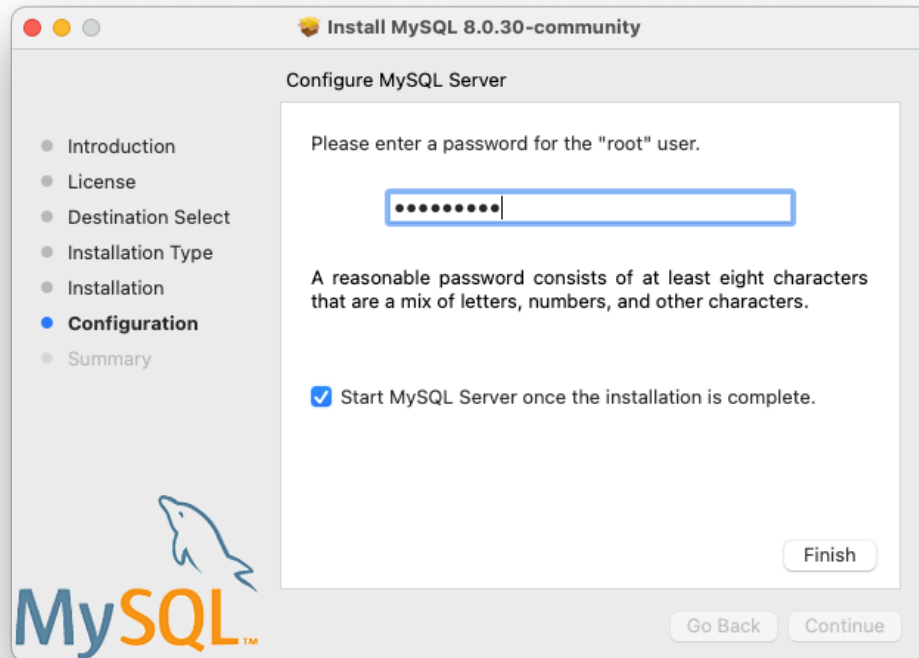 Install MySQL 8.0.30-community
Configure MySQL Server
Introduction
License
Destination Select
Installation Type
Installation
Configuration
Summary
Please enter a password for the "root" user.
•••••••••
A reasonable password consists of at least eight characters
that are a mix of letters, numbers, and other characters.
Start MySQL Server once the installation is complete.
Finish
MySQL™
Go Back
Continue